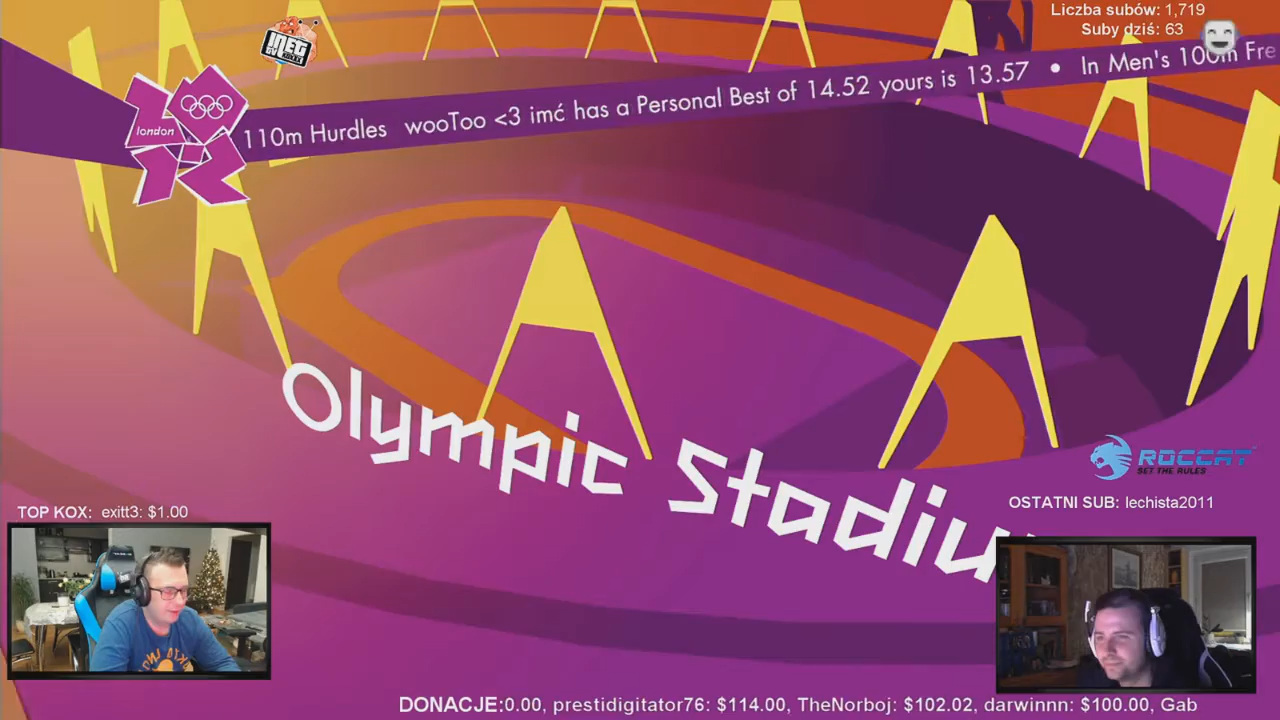 Liczba subów: 1,719
Suby dziś: 63
INET
london
110m Hurdles wooToo <3 imć has a Personal Best of 14.52 yours is 13.57 • In Men's 100m Fre
Olympic Stadiu
ROCCAT
SET THE RULES
OSTATNI SUB: lechista2011
TOP KOX: exitt3: $1.00
DONACJE:0.00, prestidigitator76: $114.00, TheNorboj: $102.02, darwinnn: $100.00, Gab